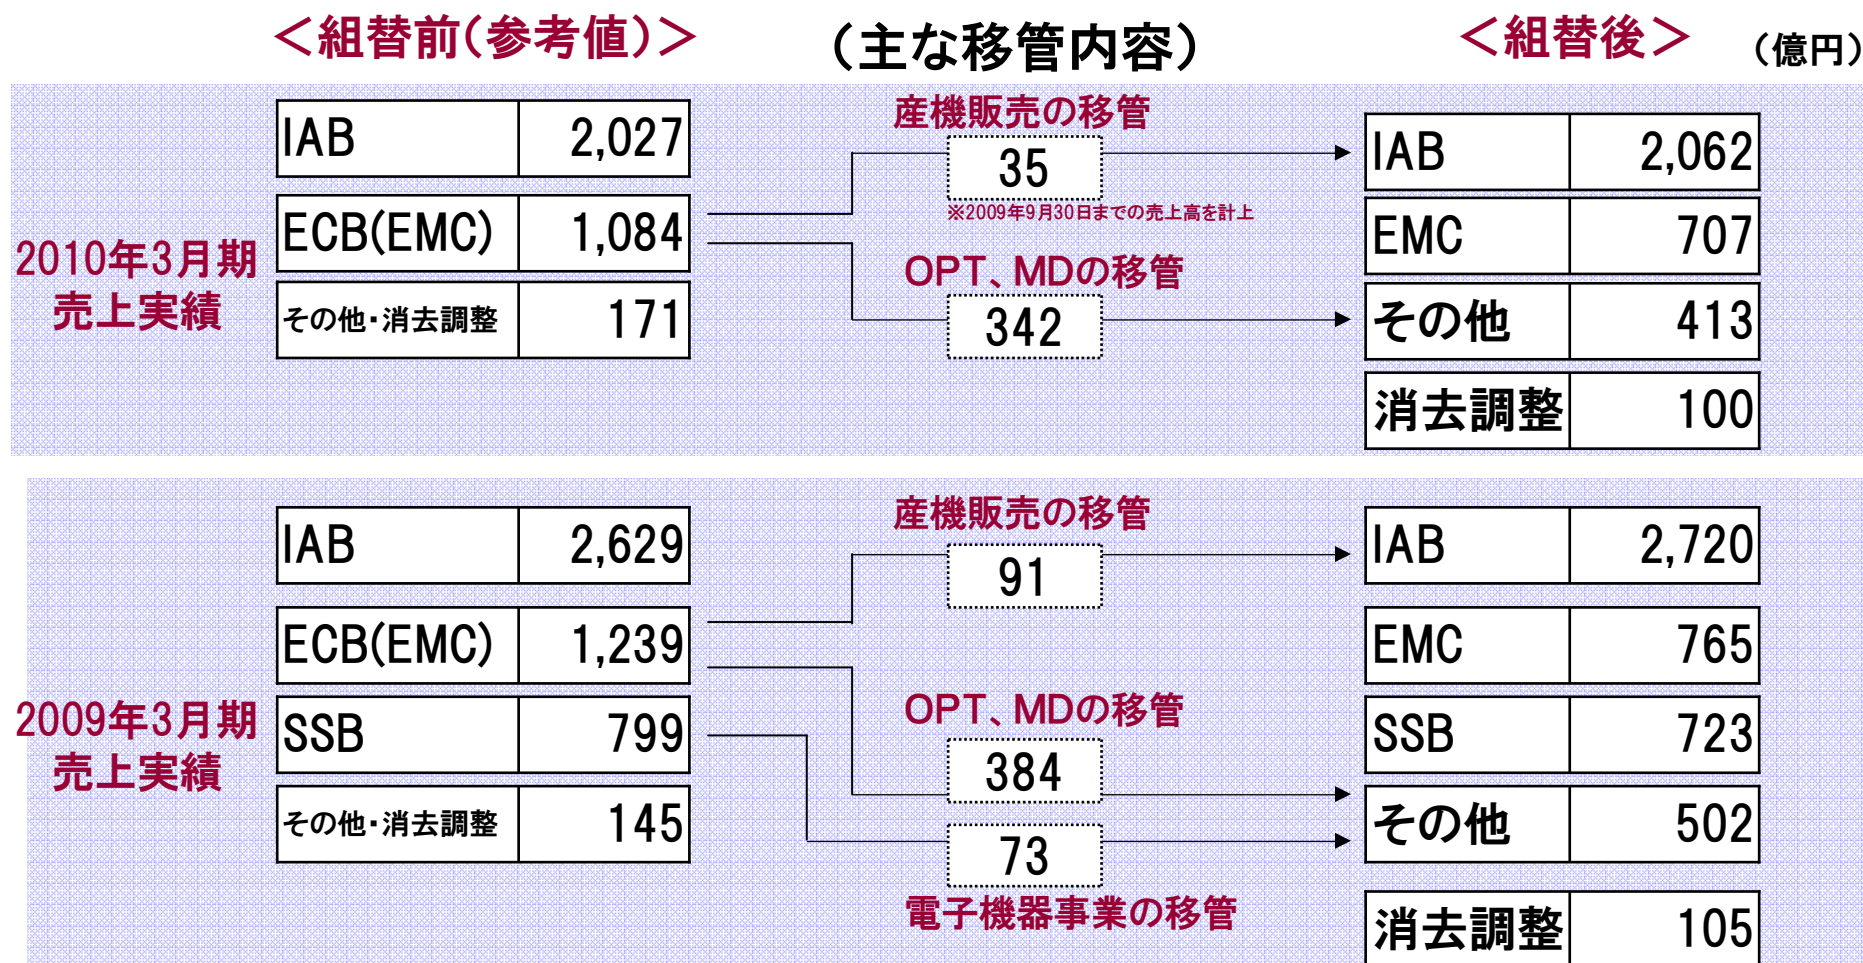 ＜組替前(参考値)＞ （主な移管内容） ＜組替後＞ （億円）
2010年3月期
売上実績
IAB 2,027
ECB(EMC) 1,084
その他・消去調整 171
産機販売の移管
35
※2009年9月30日までの売上高を計上
OPT、MDの移管
342
IAB 2,062
EMC 707
その他 413
消去調整 100
2009年3月期
売上実績
IAB 2,629
ECB(EMC) 1,239
SSB 799
その他・消去調整 145
産機販売の移管
91
OPT、MDの移管
384
73
電子機器事業の移管
IAB 2,720
EMC 765
SSB 723
その他 502
消去調整 105